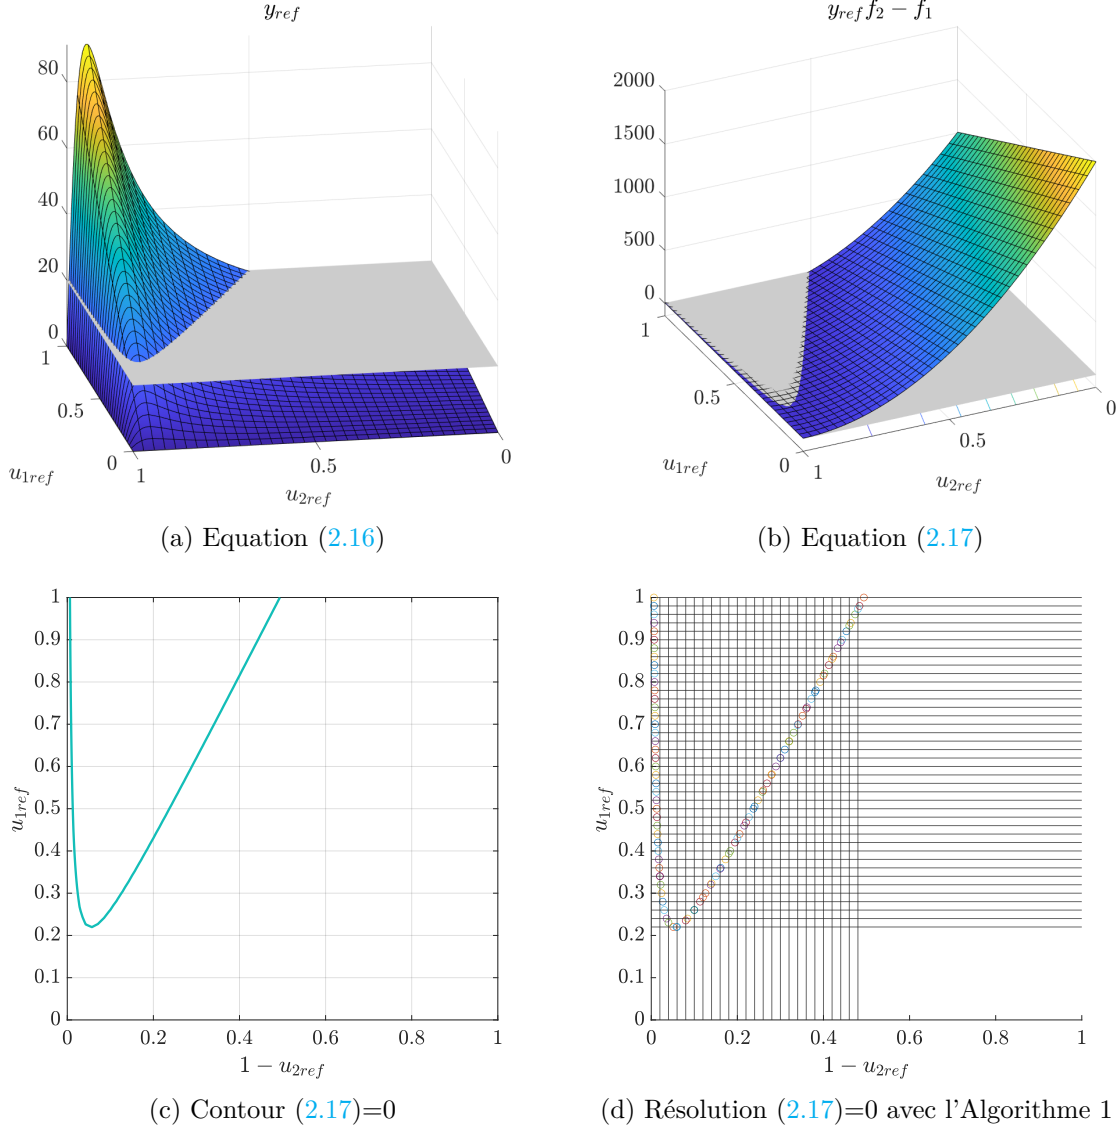 y_ref
80
60
40
20
0
1
0.5
0
u_1ref
1
0.5
0
u_2ref
(a) Equation (2.16)
y_ref f_2 − f_1
2000
1500
1000
500
0
1
0.5
0
u_1ref
1
0.5
0
u_2ref
(b) Equation (2.17)
1
0.9
0.8
0.7
0.6
0.5
0.4
0.3
0.2
0.1
0
u_1ref
0 0.2 0.4 0.6 0.8 1
1 − u_2ref
(c) Contour (2.17)=0
1
0.9
0.8
0.7
0.6
0.5
0.4
0.3
0.2
0.1
0
u_1ref
0 0.2 0.4 0.6 0.8 1
1 − u_2ref
(d) Résolution (2.17)=0 avec l'Algorithme 1